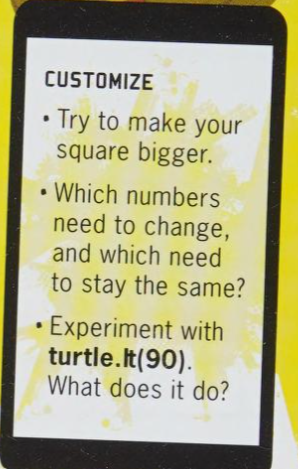 CUSTOMIZE
• Try to make your
square bigger.
• Which numbers
need to change,
and which need
to stay the same?
• Experiment with
turtle.lt(90).
What does it do?